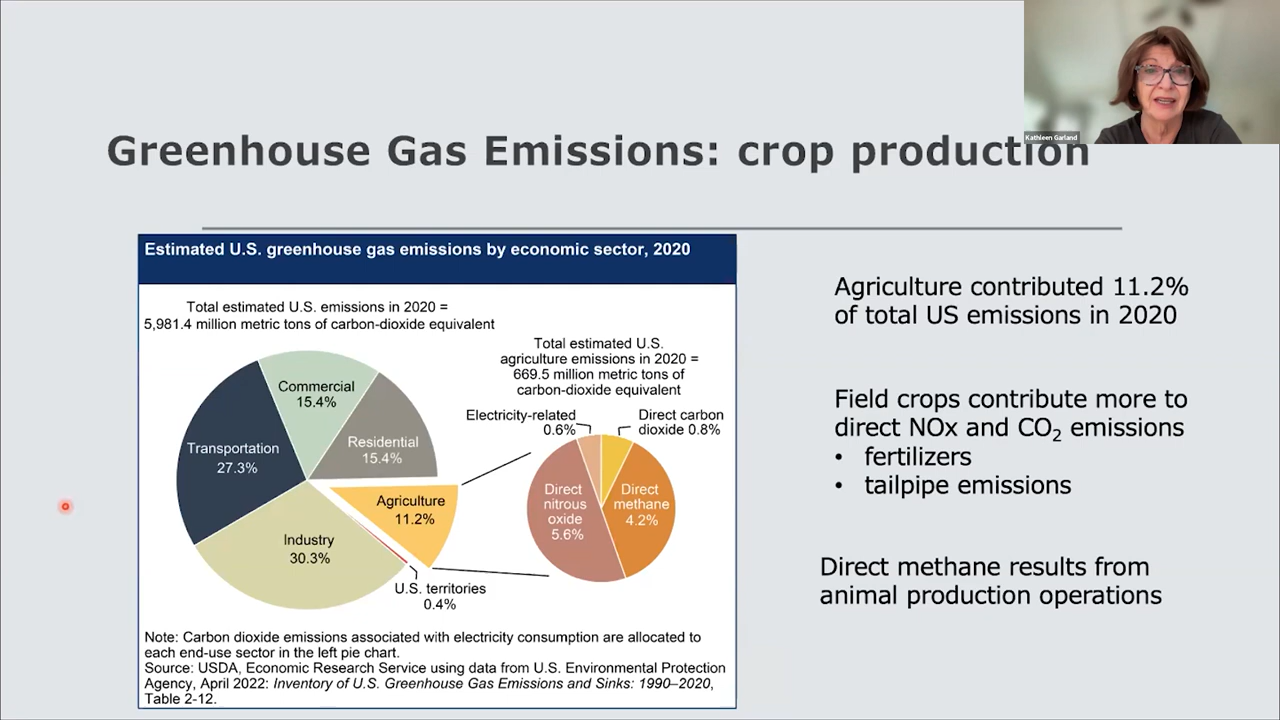 Kathleen Garland
Greenhouse Gas Emissions: crop production
Estimated U.S. greenhouse gas emissions by economic sector, 2020
Total estimated U.S. emissions in 2020 =
5,981.4 million metric tons of carbon-dioxide equivalent
Total estimated U.S.
agriculture emissions in 2020 =
669.5 million metric tons of
carbon-dioxide equivalent
Commercial
15.4%
Residential
15.4%
Transportation
27.3%
Agriculture
11.2%
Industry
30.3%
U.S. territories
0.4%
Electricity-related
0.6%
Direct carbon
dioxide 0.8%
Direct
nitrous
oxide
5.6%
Direct
methane
4.2%
Note: Carbon dioxide emissions associated with electricity consumption are allocated to
each end-use sector in the left pie chart.
Source: USDA, Economic Research Service using data from U.S. Environmental Protection
Agency, April 2022: Inventory of U.S. Greenhouse Gas Emissions and Sinks: 1990–2020,
Table 2-12.
Agriculture contributed 11.2%
of total US emissions in 2020
Field crops contribute more to
direct NOx and CO₂ emissions
• fertilizers
• tailpipe emissions
Direct methane results from
animal production operations